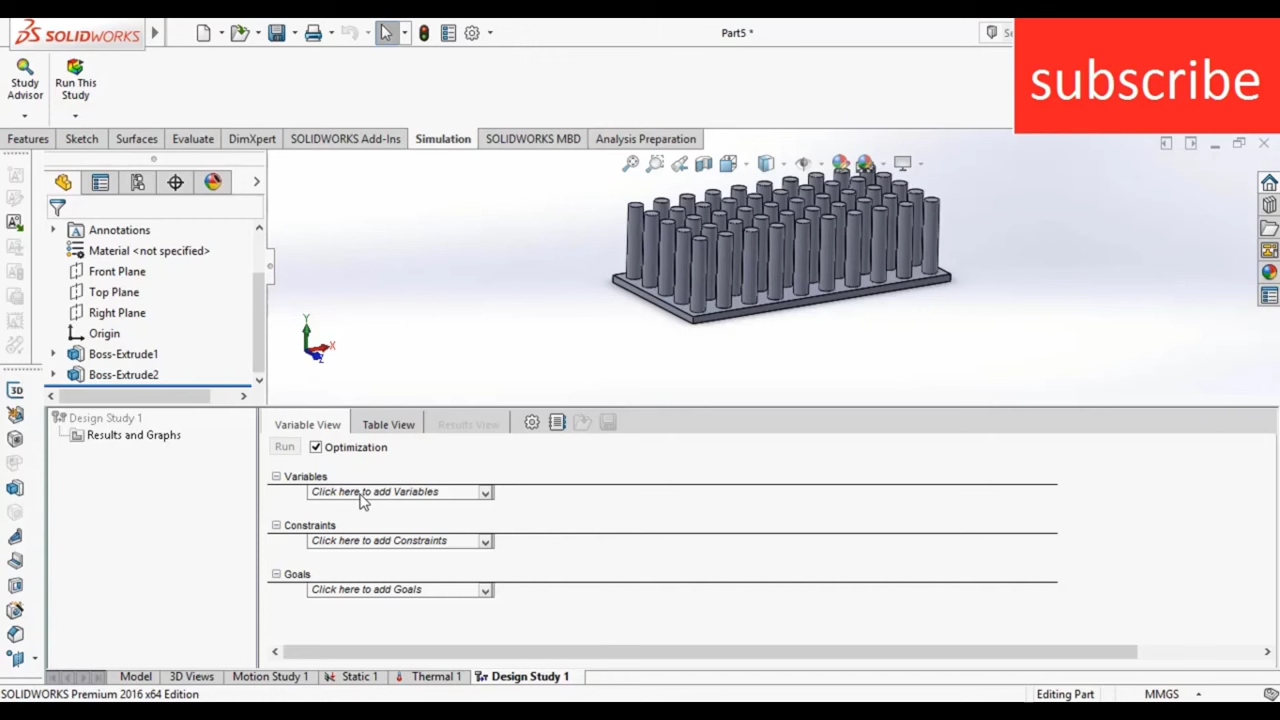 SOLIDWORKS
Part5 *
subscribe
Study
Advisor
Run This
Study
Features
Sketch
Surfaces
Evaluate
DimXpert
SOLIDWORKS Add-Ins
Simulation
SOLIDWORKS MBD
Analysis Preparation
Annotations
Material <not specified>
Front Plane
Top Plane
Right Plane
Origin
Boss-Extrude1
Boss-Extrude2
Y
X
Z
3D
Design Study 1
Results and Graphs
Variable View
Table View
Results View
Run
Optimization
Variables
Click here to add Variables
Constraints
Click here to add Constraints
Goals
Click here to add Goals
Model
3D Views
Motion Study 1
Static 1
Thermal 1
Design Study 1
SOLIDWORKS Premium 2016 x64 Edition
Editing Part
MMGS